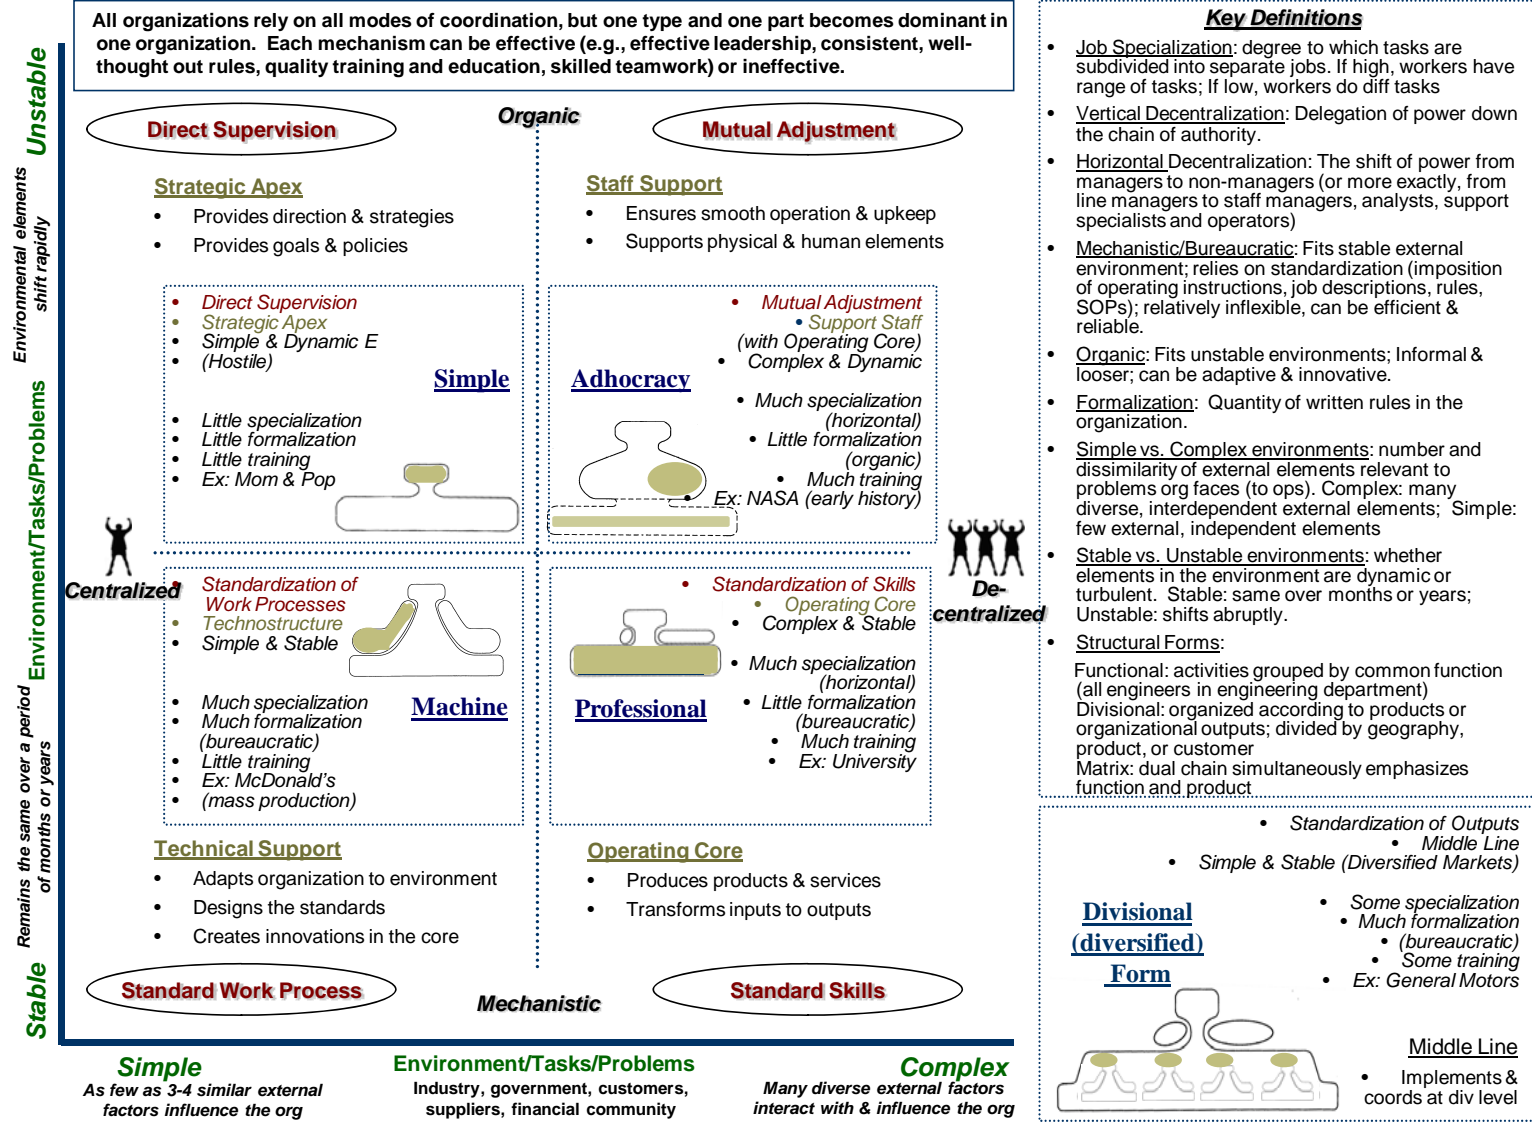 All organizations rely on all modes of coordination, but one type and one part becomes dominant in
one organization. Each mechanism can be effective (e.g., effective leadership, consistent, well-
thought out rules, quality training and education, skilled teamwork) or ineffective.
Unstable
Environmental elements
shift rapidly
Environment/Tasks/Problems
Remains the same over a period
of months or years
Stable
Organic
Direct Supervision
Mutual Adjustment
Strategic Apex
• Provides direction & strategies
• Provides goals & policies
Staff Support
• Ensures smooth operation & upkeep
• Supports physical & human elements
• Direct Supervision
• Strategic Apex
• Simple & Dynamic E
• (Hostile)
Simple
• Little specialization
• Little formalization
• Little training
• Ex: Mom & Pop
• Mutual Adjustment
• Support Staff
(with Operating Core)
• Complex & Dynamic
Adhocracy
• Much specialization
(horizontal)
• Little formalization
(organic)
• Much training
• Ex: NASA (early history)
Centralized
De-
centralized
• Standardization of
Work Processes
• Technostructure
• Simple & Stable
Machine
• Much specialization
• Much formalization
(bureaucratic)
• Little training
• Ex: McDonald's
• (mass production)
• Standardization of Skills
• Operating Core
• Complex & Stable
Professional
• Much specialization
(horizontal)
• Little formalization
(bureaucratic)
• Much training
• Ex: University
Technical Support
• Adapts organization to environment
• Designs the standards
• Creates innovations in the core
Operating Core
• Produces products & services
• Transforms inputs to outputs
Standard Work Process
Mechanistic
Standard Skills
Simple
As few as 3-4 similar external
factors influence the org
Environment/Tasks/Problems
Industry, government, customers,
suppliers, financial community
Complex
Many diverse external factors
interact with & influence the org
Key Definitions
• Job Specialization: degree to which tasks are
subdivided into separate jobs. If high, workers have
range of tasks; If low, workers do diff tasks
• Vertical Decentralization: Delegation of power down
the chain of authority.
• Horizontal Decentralization: The shift of power from
managers to non-managers (or more exactly, from
line managers to staff managers, analysts, support
specialists and operators)
• Mechanistic/Bureaucratic: Fits stable external
environment; relies on standardization (imposition
of operating instructions, job descriptions, rules,
SOPs); relatively inflexible, can be efficient &
reliable.
• Organic: Fits unstable environments; Informal &
looser; can be adaptive & innovative.
• Formalization: Quantity of written rules in the
organization.
• Simple vs. Complex environments: number and
dissimilarity of external elements relevant to
problems org faces (to ops). Complex: many
diverse, interdependent external elements; Simple:
few external, independent elements
• Stable vs. Unstable environments: whether
elements in the environment are dynamic or
turbulent. Stable: same over months or years;
Unstable: shifts abruptly.
• Structural Forms:
Functional: activities grouped by common function
(all engineers in engineering department)
Divisional: organized according to products or
organizational outputs; divided by geography,
product, or customer
Matrix: dual chain simultaneously emphasizes
function and product
• Standardization of Outputs
• Middle Line
• Simple & Stable (Diversified Markets)
Divisional
(diversified)
Form
• Some specialization
• Much formalization
• (bureaucratic)
• Some training
• Ex: General Motors
Middle Line
• Implements &
coords at div level